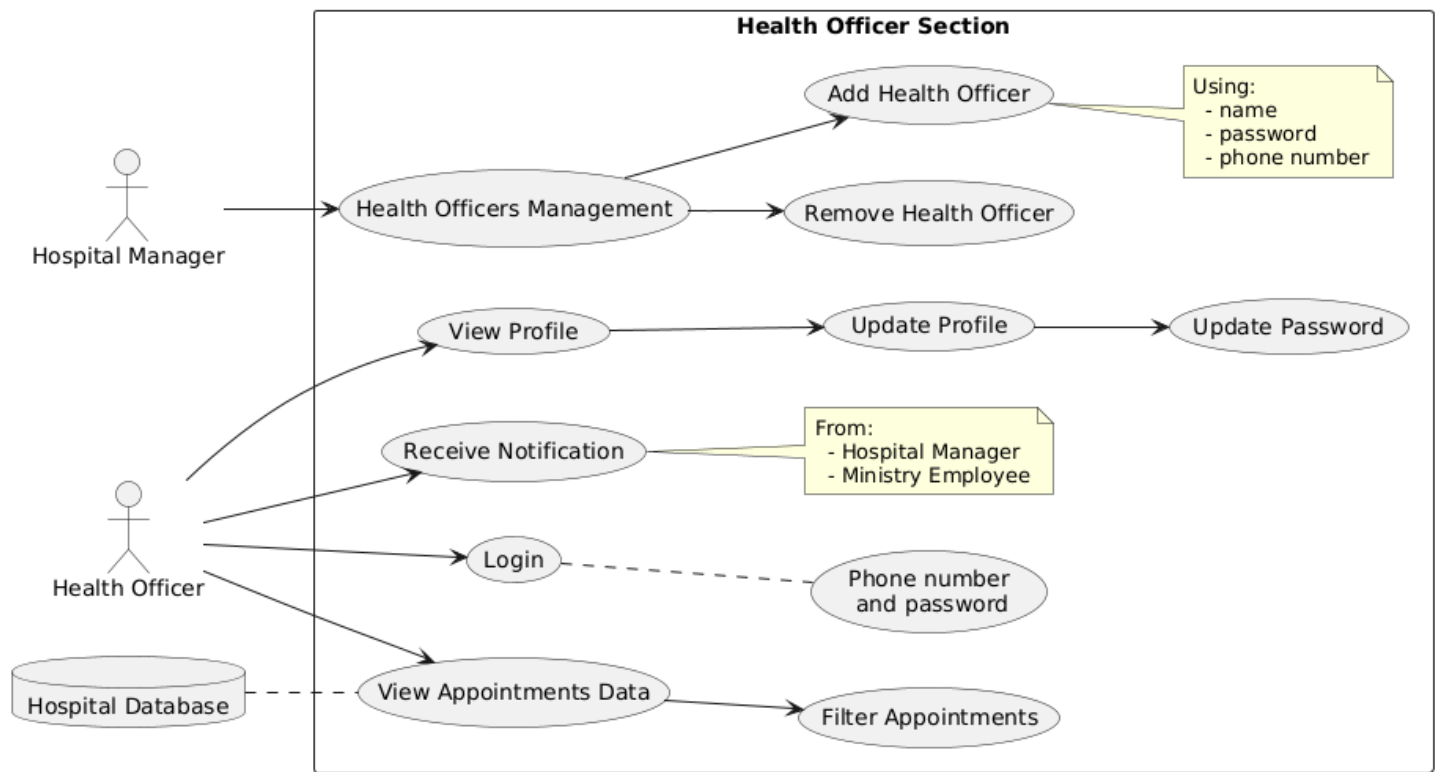 Health Officer Section
Add Health Officer
Using:
- name
- password
- phone number
Hospital Manager
Health Officers Management
Remove Health Officer
View Profile
Update Profile
Update Password
Receive Notification
From:
- Hospital Manager
- Ministry Employee
Health Officer
Login
Phone number
and password
Hospital Database
View Appointments Data
Filter Appointments